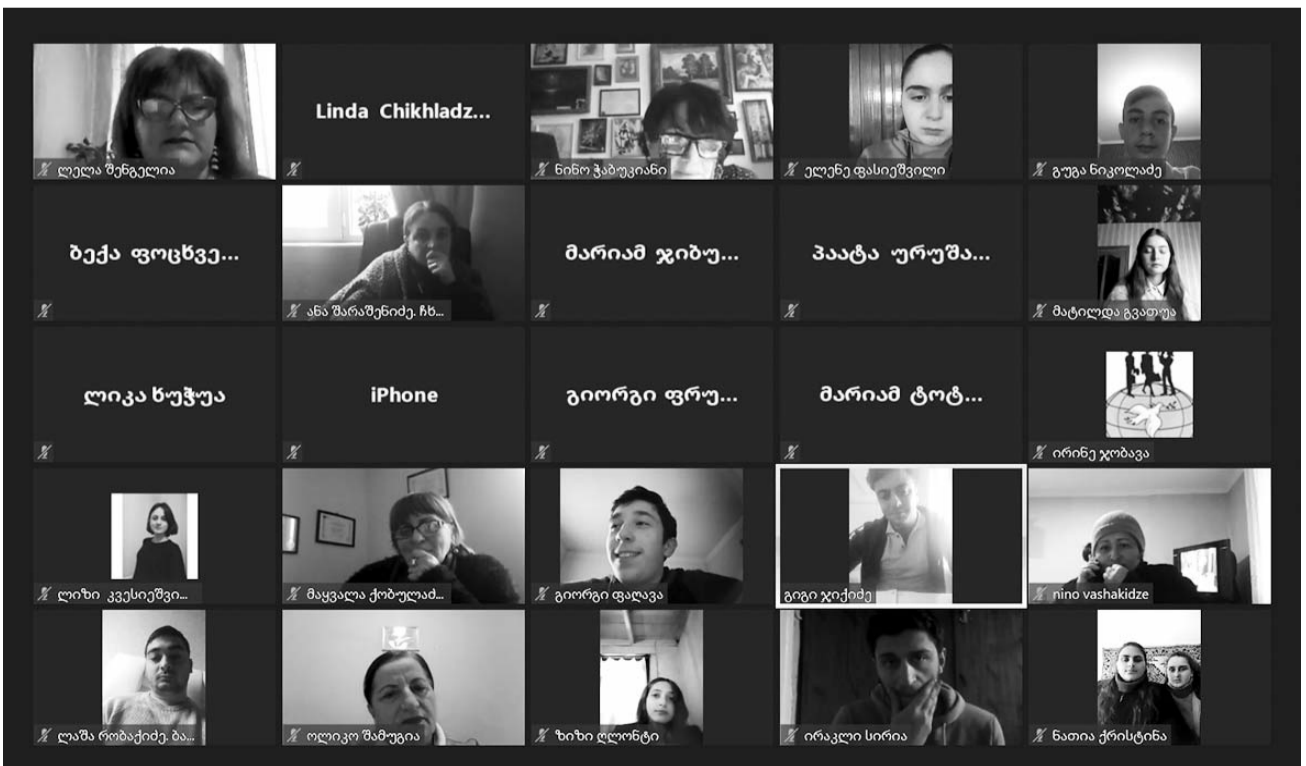 ლელა შენგელია
Linda Chikhladz...
ნინო ჭაბუკიანი
ელენე ფასიეშვილი
გუგა ნიკოლაძე
ბექა ფოცხვე...
ანა შარაშენიძე. ჩხ...
მარიამ ჯიბუ...
პაატა ურუშა...
მატილდა გვათუა
ლიკა ხუჭუა
iPhone
გიორგი ფრუ...
მარიამ ტოტ...
ირინე ჯობავა
ლიზი კვესიეშვი...
მაყვალა ქობულაძ...
გიორგი ფაღავა
გიგი ჯიქიძე
nino vashakidze
ლაშა რობაქიძე. ბა...
ოლიკო შამუგია
ზიზი ღლონტი
ირაკლი სირია
ნათია ქრისტინა